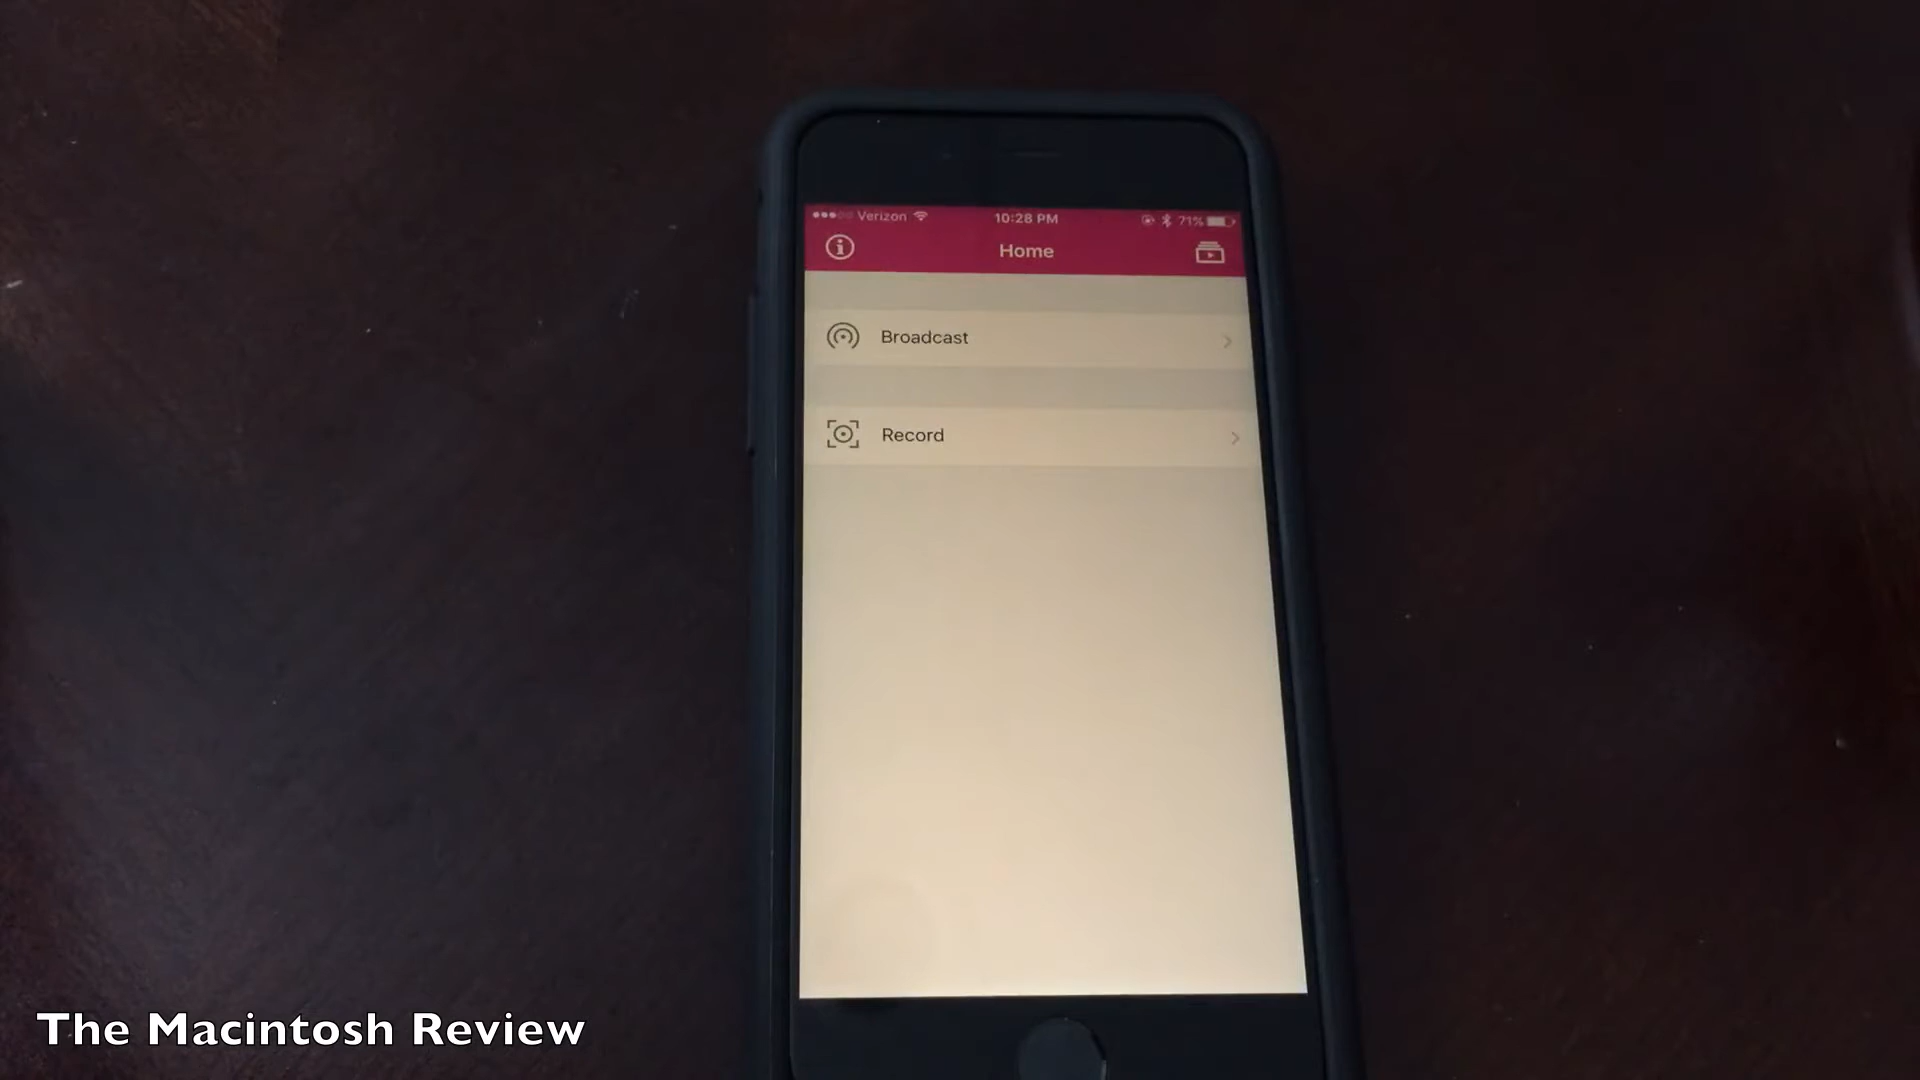 Verizon 10:28 PM 71%
Home
Broadcast
Record
The Macintosh Review